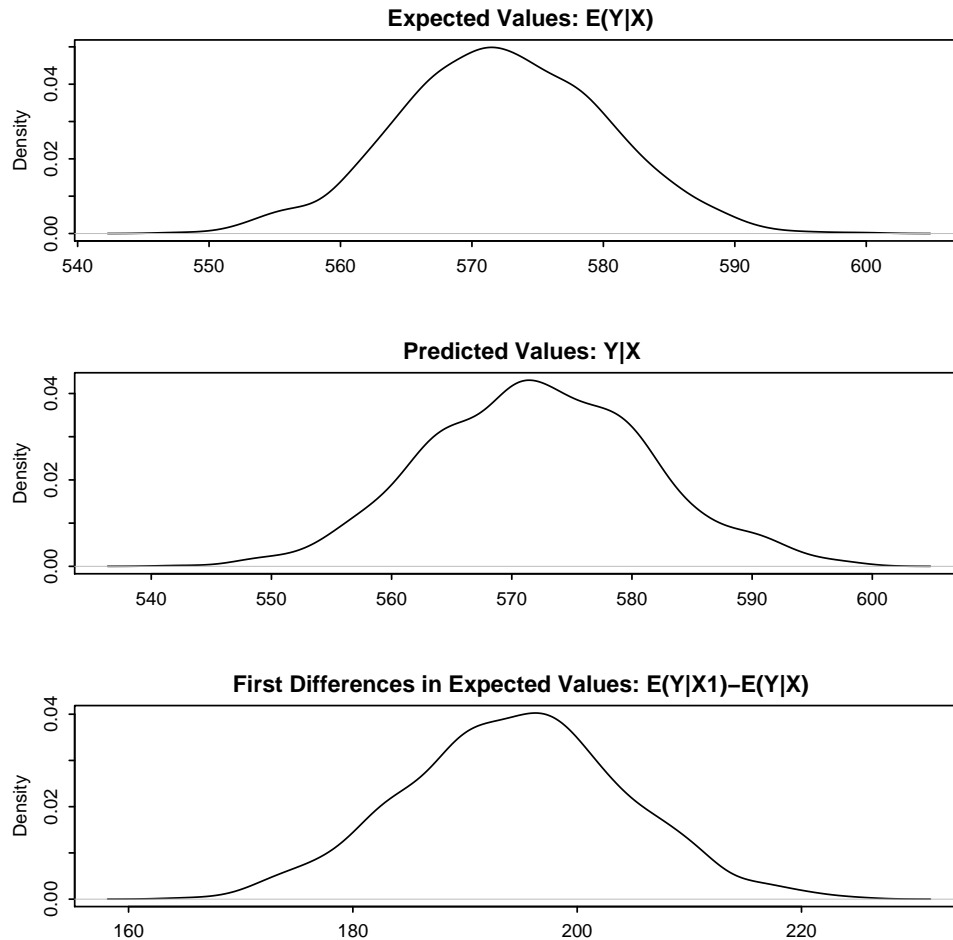 Expected Values: E(Y|X)
Density
0.00 0.02 0.04
540 550 560 570 580 590 600
Predicted Values: Y|X
Density
0.00 0.02 0.04
540 550 560 570 580 590 600
First Differences in Expected Values: E(Y|X1)−E(Y|X)
Density
0.00 0.02 0.04
160 180 200 220